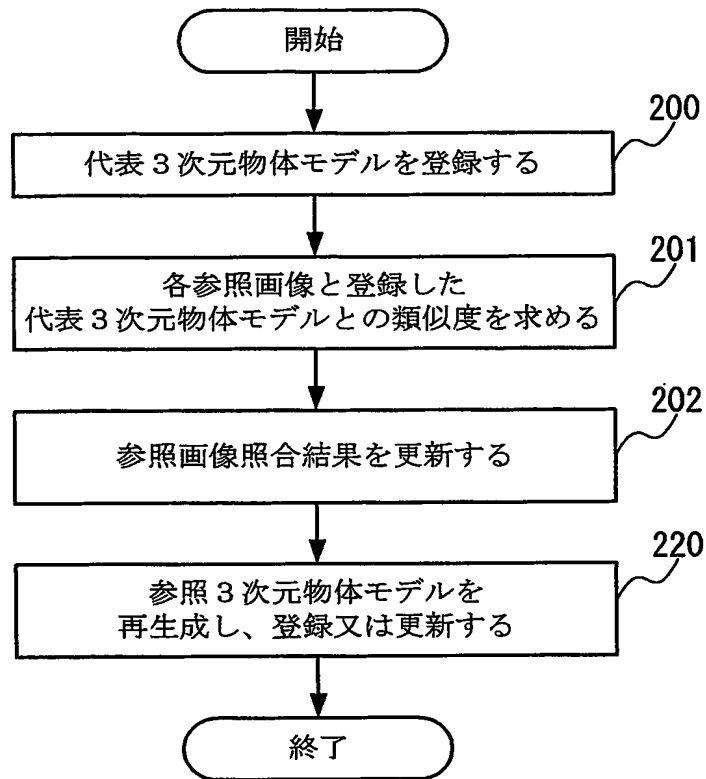 開始
200
代表３次元物体モデルを登録する
201
各参照画像と登録した
代表３次元物体モデルとの類似度を求める
202
参照画像照合結果を更新する
220
参照３次元物体モデルを
再生成し、登録又は更新する
終了